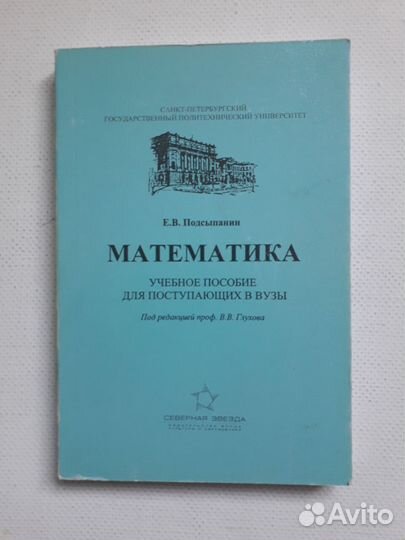 САНКТ-ПЕТЕРБУРГСКИЙ
ГОСУДАРСТВЕННЫЙ ПОЛИТЕХНИЧЕСКИЙ УНИВЕРСИТЕТ
Е.В. Подсыпанин
МАТЕМАТИКА
УЧЕБНОЕ ПОСОБИЕ
ДЛЯ ПОСТУПАЮЩИХ В ВУЗЫ
Под редакцией проф. В.В. Глухова
СЕВЕРНАЯ ЗВЕЗДА
Avito